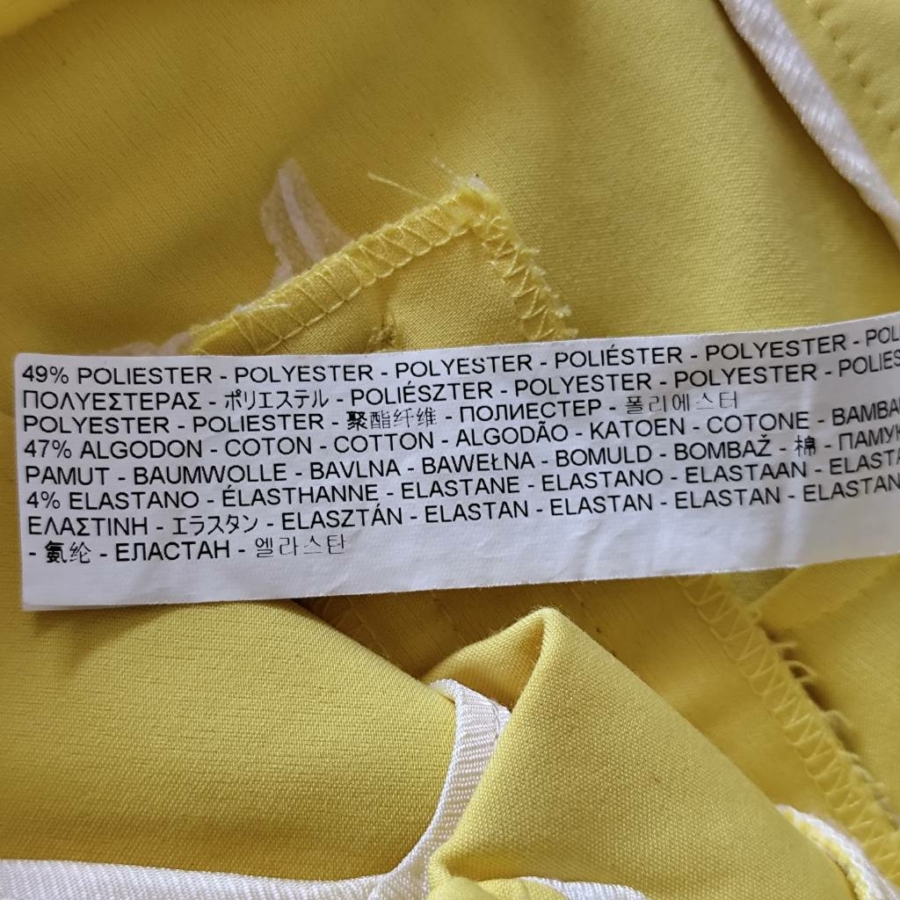 49% POLIESTER - POLYESTER - POLYESTER - POLIÉSTER - POLYESTER - POL
ΠΟΛΥΕΣΤΕΡΑΣ - ポリエステル - POLIÉSZTER - POLYESTER - POLYESTER - POLIES
POLYESTER - POLIESTER - 聚酯纤维 - ПОЛИЕСТЕР - 폴리에스터
47% ALGODON - COTON - COTTON - ALGODÃO - KATOEN - COTONE - BAMBA
PAMUT - BAUMWOLLE - BAVLNA - BAWEŁNA - BOMULD - BOMBAŽ - 棉 - ПАМУК
4% ELASTANO - ÉLASTHANNE - ELASTANE - ELASTANO - ELASTAAN - ELASTA
ΕΛΑΣΤΙΝΗ - エラスタン - ELASZTÁN - ELASTAN - ELASTAN - ELASTAN - ELASTAN
- 氨纶 - ЕЛАСТАН - 엘라스탄